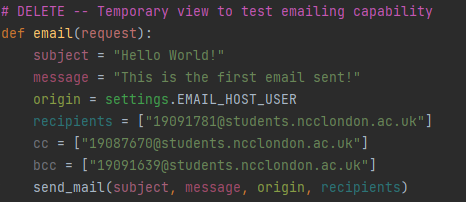 # DELETE -- Temporary view to test emailing capability
def email(request):
subject = "Hello World!"
message = "This is the first email sent!"
origin = settings.EMAIL_HOST_USER
recipients = ["19091781@students.ncclondon.ac.uk"]
cc = ["19087670@students.ncclondon.ac.uk"]
bcc = ["19091639@students.ncclondon.ac.uk"]
send_mail(subject, message, origin, recipients)